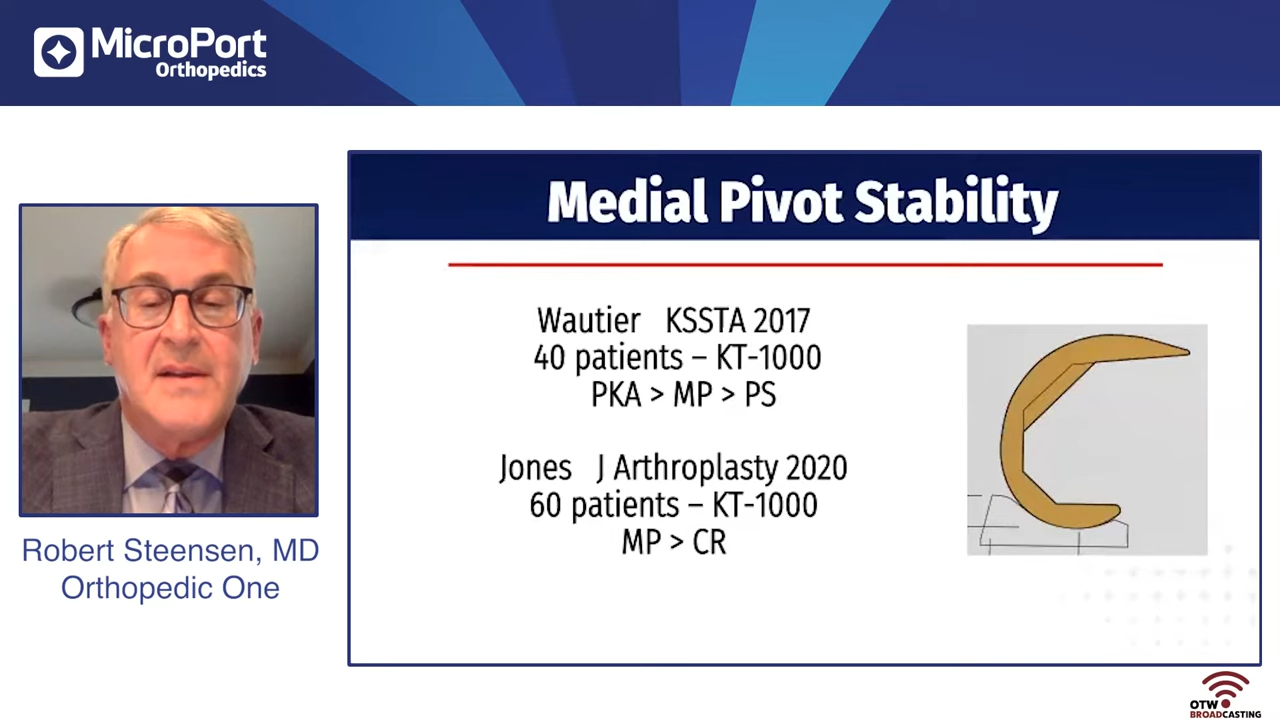 MicroPort
Orthopedics
Medial Pivot Stability
Wautier KSSTA 2017
40 patients – KT-1000
PKA > MP > PS
Jones J Arthroplasty 2020
60 patients – KT-1000
MP > CR
Robert Steensen, MD
Orthopedic One
OTW
BROADCASTING